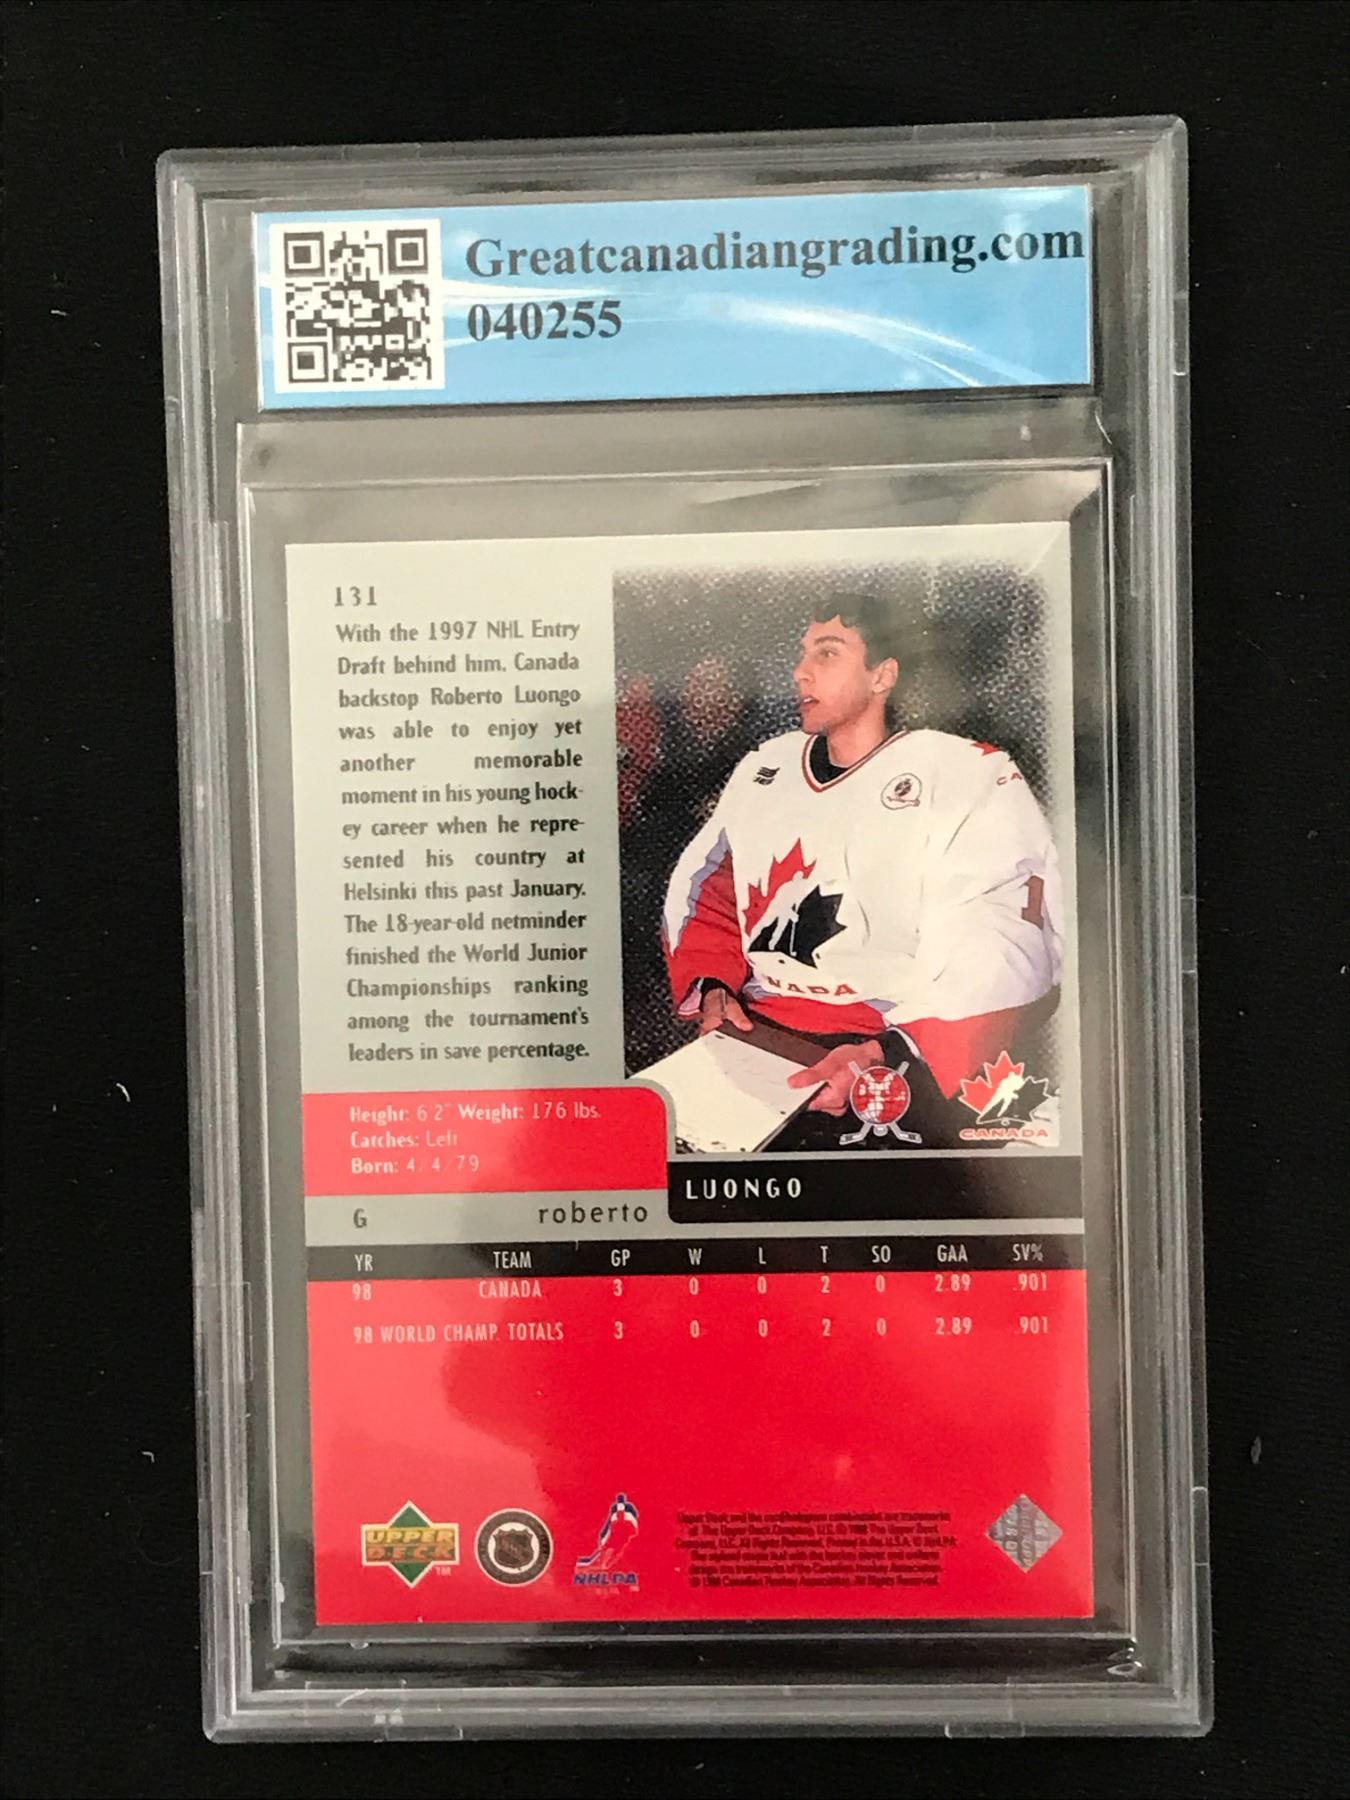 Greatcanadiangrading.com
040255
131
With the 1997 NHL Entry
Draft behind him, Canada
backstop Roberto Luongo
was able to enjoy yet
another memorable
moment in his young hock-
ey career when he repre-
sented his country at
Helsinki this past January.
The 18-year-old netminder
finished the World Junior
Championships ranking
among the tournament's
leaders in save percentage.
CANADA
1
CANADA
Height: 6 2" Weight: 176 lbs.
Catches: Left
Born: 4/4/79
LUONGO
G roberto
YR TEAM GP W L T SO GAA SV%
98 CANADA 3 0 0 2 0 2.89 .901
98 WORLD CHAMP. TOTALS 3 0 0 2 0 2.89 .901
UPPER DECK TM
NHL
NHLPA